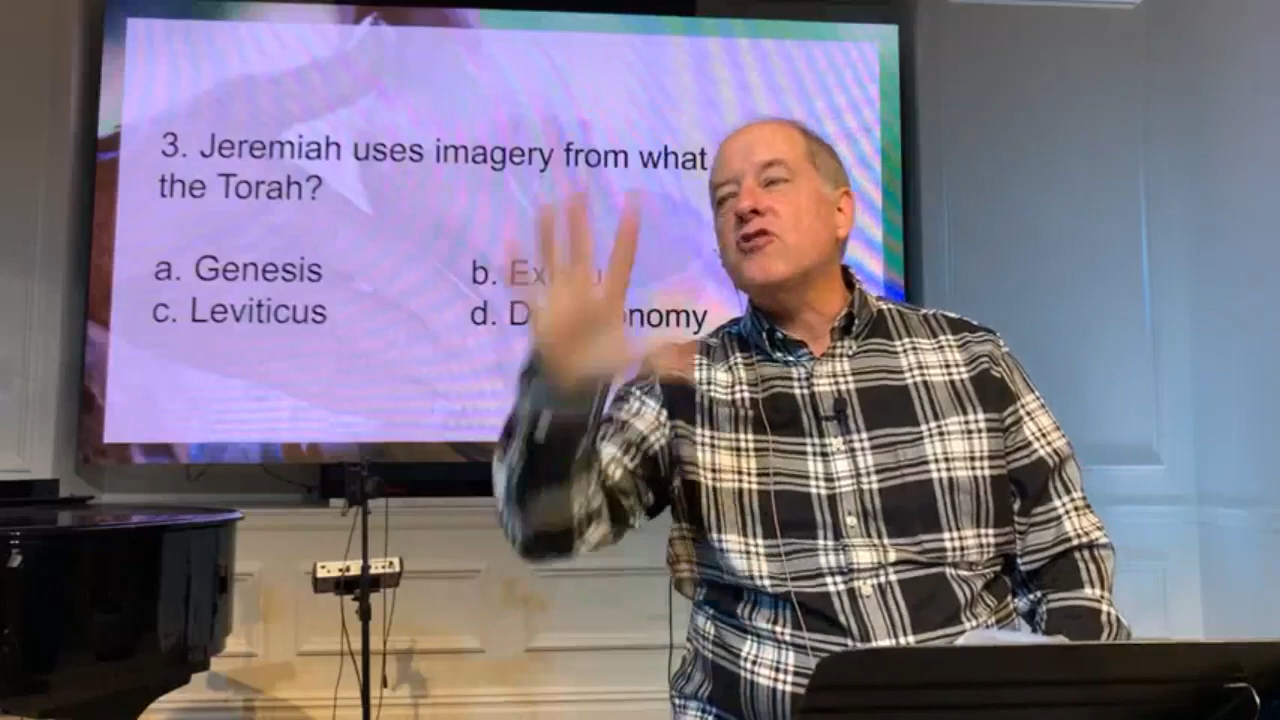 3. Jeremiah uses imagery from what
the Torah?
a. Genesis b.
c. Leviticus d.